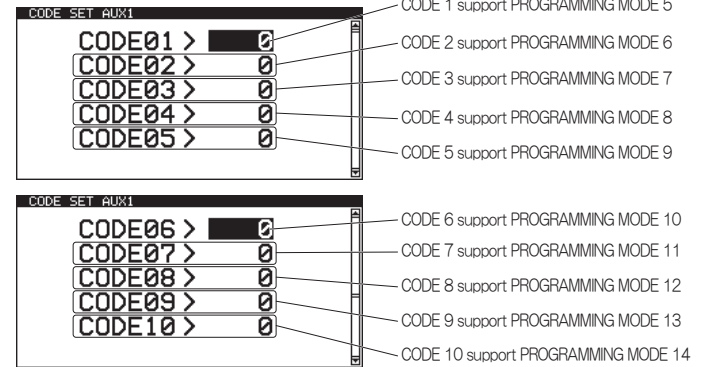 CODE SET AUX1
CODE01 > 0
CODE02 > 0
CODE03 > 0
CODE04 > 0
CODE05 > 0
CODE 1 support PROGRAMMING MODE 5
CODE 2 support PROGRAMMING MODE 6
CODE 3 support PROGRAMMING MODE 7
CODE 4 support PROGRAMMING MODE 8
CODE 5 support PROGRAMMING MODE 9
CODE SET AUX1
CODE06 > 0
CODE07 > 0
CODE08 > 0
CODE09 > 0
CODE10 > 0
CODE 6 support PROGRAMMING MODE 10
CODE 7 support PROGRAMMING MODE 11
CODE 8 support PROGRAMMING MODE 12
CODE 9 support PROGRAMMING MODE 13
CODE 10 support PROGRAMMING MODE 14